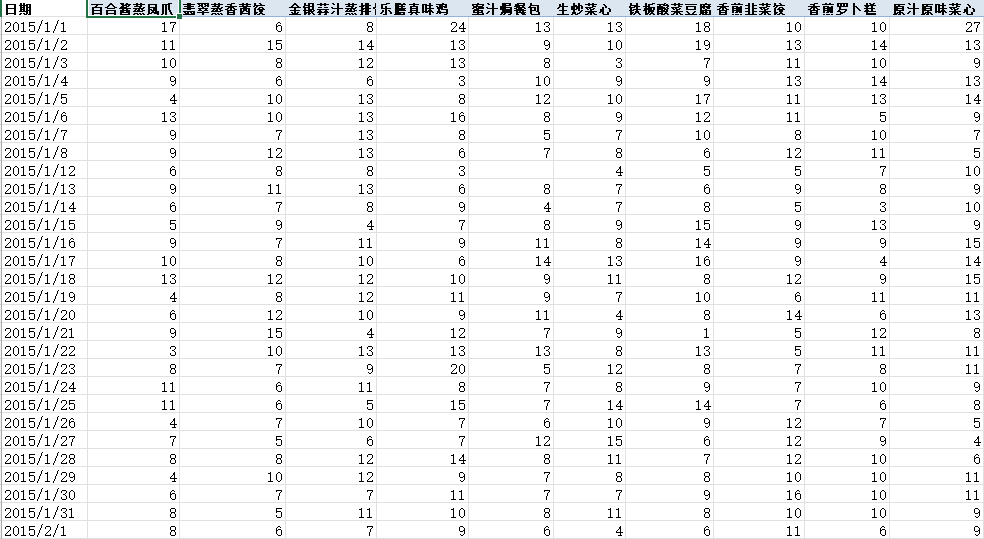 日期 百合酱蒸凤爪 翡翠蒸香茜饺 金银蒜汁蒸排 乐膳真味鸡 蜜汁焗餐包 生炒菜心 铁板酸菜豆腐 香煎韭菜饺 香煎罗卜糕 原汁原味菜心
2015/1/1 17 6 8 24 13 13 18 10 10 27
2015/1/2 11 15 14 13 9 10 19 13 14 13
2015/1/3 10 8 12 13 8 3 7 11 10 9
2015/1/4 9 6 6 3 10 9 9 13 14 13
2015/1/5 4 10 13 8 12 10 17 11 13 14
2015/1/6 13 10 13 16 8 9 12 11 5 9
2015/1/7 9 7 13 8 5 7 10 8 10 7
2015/1/8 9 12 13 6 7 8 6 12 11 5
2015/1/12 6 8 8 3 4 5 5 7 10
2015/1/13 9 11 13 6 8 7 6 9 8 9
2015/1/14 6 7 8 9 4 7 8 5 3 10
2015/1/15 5 9 4 7 8 9 15 9 13 9
2015/1/16 9 7 11 9 11 8 14 9 9 15
2015/1/17 10 8 10 6 14 13 16 9 4 14
2015/1/18 13 12 12 10 9 11 8 12 9 15
2015/1/19 4 8 12 11 9 7 10 6 11 11
2015/1/20 6 12 10 9 11 4 8 14 6 13
2015/1/21 9 15 4 12 7 9 1 5 12 8
2015/1/22 3 10 13 13 13 8 13 5 11 11
2015/1/23 8 7 9 20 5 12 8 7 8 11
2015/1/24 11 6 11 8 7 8 9 7 10 9
2015/1/25 11 6 5 15 7 14 14 7 6 8
2015/1/26 4 7 10 7 6 10 9 12 7 5
2015/1/27 7 5 6 7 12 15 6 12 9 4
2015/1/28 8 8 12 14 8 11 7 12 10 6
2015/1/29 4 10 12 9 7 8 8 10 10 11
2015/1/30 6 7 7 11 7 7 9 16 10 11
2015/1/31 8 5 11 10 8 11 8 10 10 9
2015/2/1 8 6 7 9 6 4 6 11 6 9